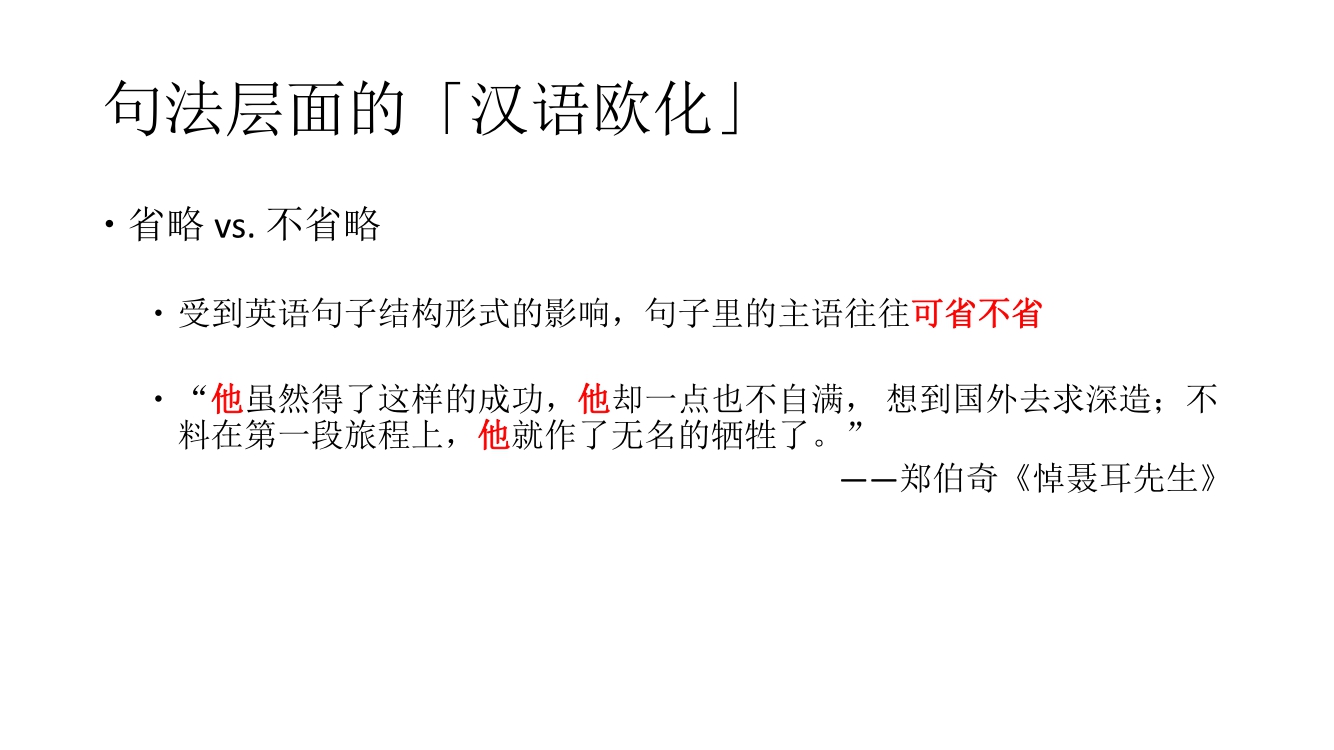 句法层面的「汉语欧化」
• 省略 vs. 不省略
• 受到英语句子结构形式的影响，句子里的主语往往可省不省
• “他虽然得了这样的成功，他却一点也不自满， 想到国外去求深造；不
料在第一段旅程上，他就作了无名的牺牲了。”
——郑伯奇《悼聂耳先生》